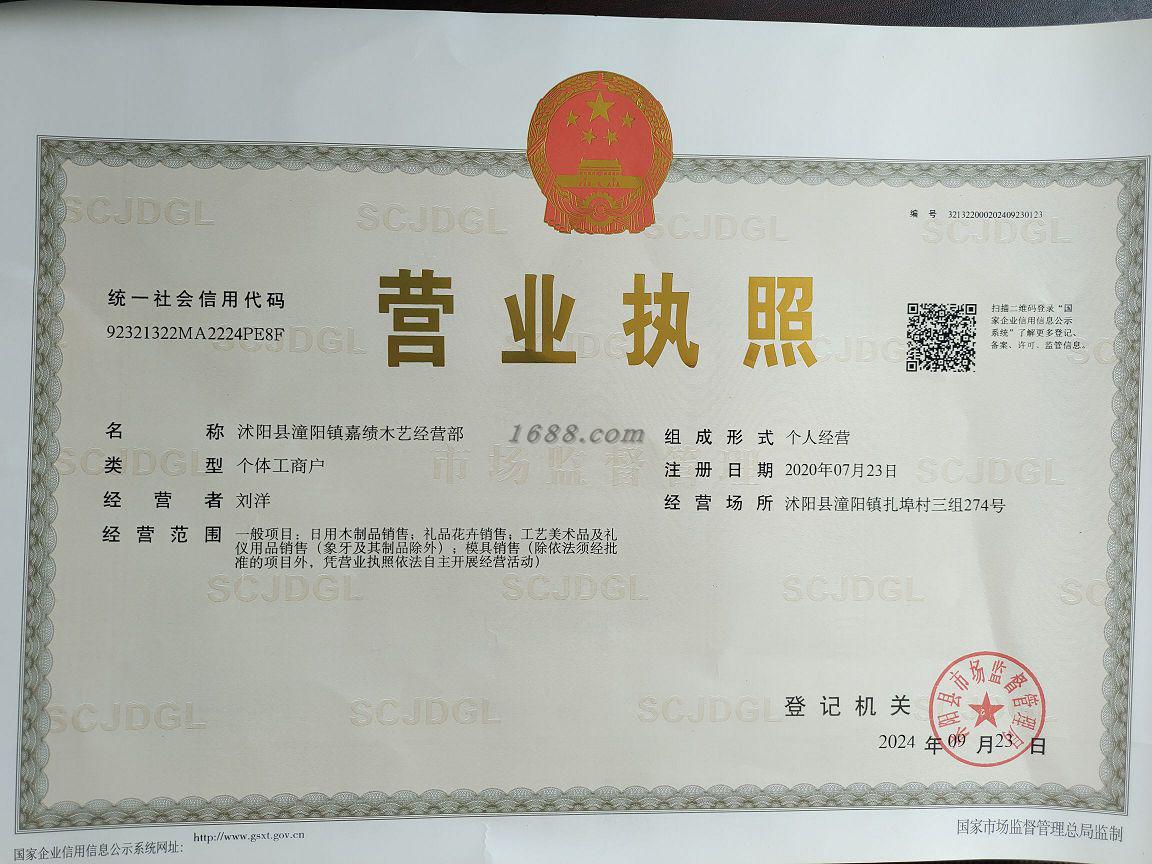 编 号 321322000202409230123
统一社会信用代码
92321322MA2224PE8F
营业执照
扫描二维码登录“国
家企业信用信息公示
系统”了解更多登记、
备案、许可、监管信息。
名 称 沭阳县潼阳镇嘉绩木艺经营部
类 型 个体工商户
经 营 者 刘洋
经 营 范 围 一般项目：日用木制品销售；礼品花卉销售；工艺美术品及礼
仪用品销售（象牙及其制品除外）；模具销售（除依法须经批
准的项目外，凭营业执照依法自主开展经营活动）
1688.com
组 成 形 式 个人经营
注 册 日 期 2020年07月23日
经 营 场 所 沭阳县潼阳镇扎埠村三组274号
SCJDGL
市场监督管理
登 记 机 关
沭阳县市场监督管理局
2024 年 09 月 23 日
国家企业信用信息公示系统网址：
http://www.gsxt.gov.cn
国家市场监督管理总局监制